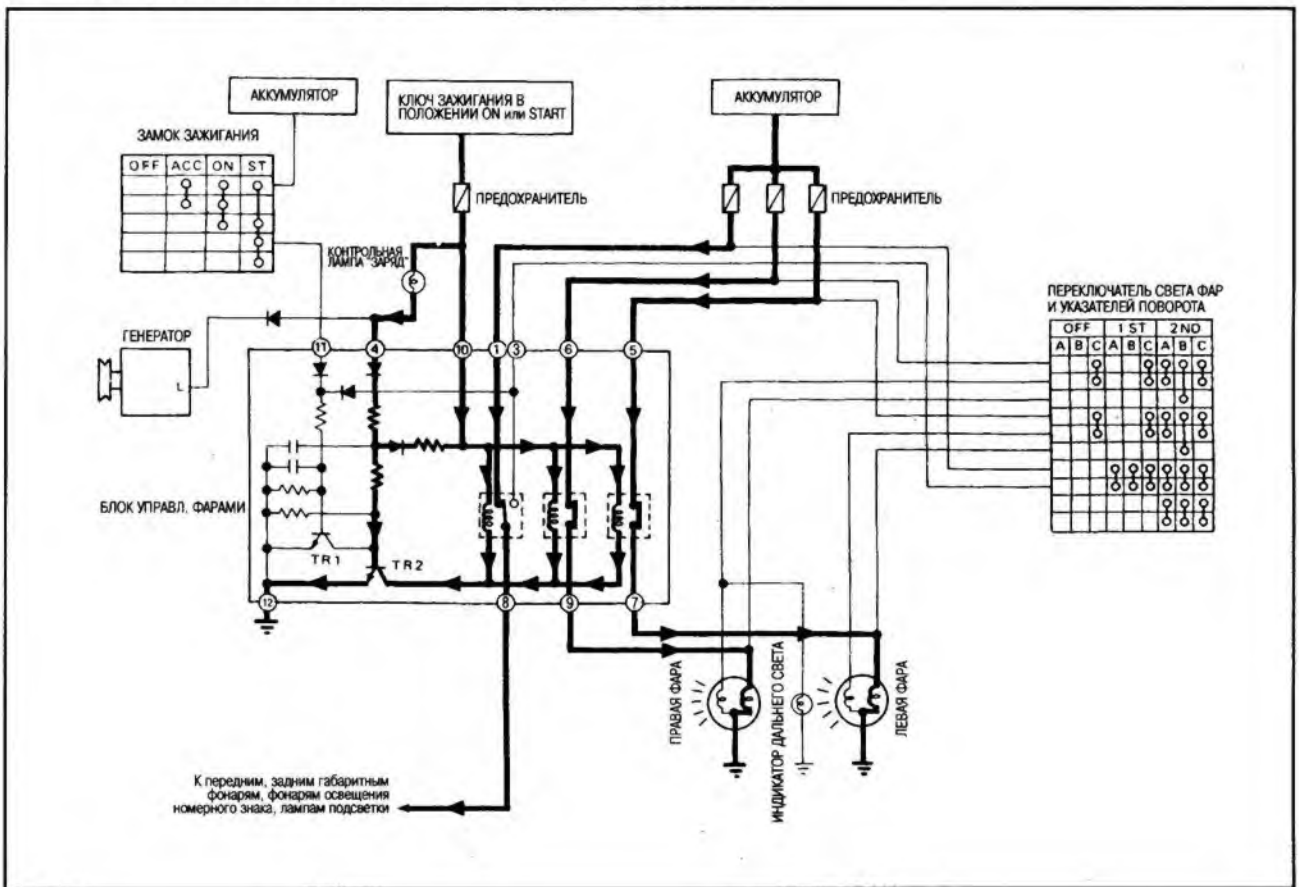 АККУМУЛЯТОР
КЛЮЧ ЗАЖИГАНИЯ В
ПОЛОЖЕНИИ ON или START
АККУМУЛЯТОР
ЗАМОК ЗАЖИГАНИЯ
OFF ACC ON ST
ПРЕДОХРАНИТЕЛЬ
ПРЕДОХРАНИТЕЛЬ
КОНТРОЛЬНАЯ
ЛАМПА "ЗАРЯД"
ПЕРЕКЛЮЧАТЕЛЬ СВЕТА ФАР
И УКАЗАТЕЛЕЙ ПОВОРОТА
OFF 1 ST 2 ND
A B C A B C A B C
ГЕНЕРАТОР
L
11 4 10 1 3 6 5
БЛОК УПРАВЛ. ФАРАМИ
TR1
TR2
12 8 9 7
ПРАВАЯ ФАРА
ИНДИКАТОР ДАЛЬНЕГО СВЕТА
ЛЕВАЯ ФАРА
К передним, задним габаритным
фонарям, фонарям освещения
номерного знака, лампам подсветки